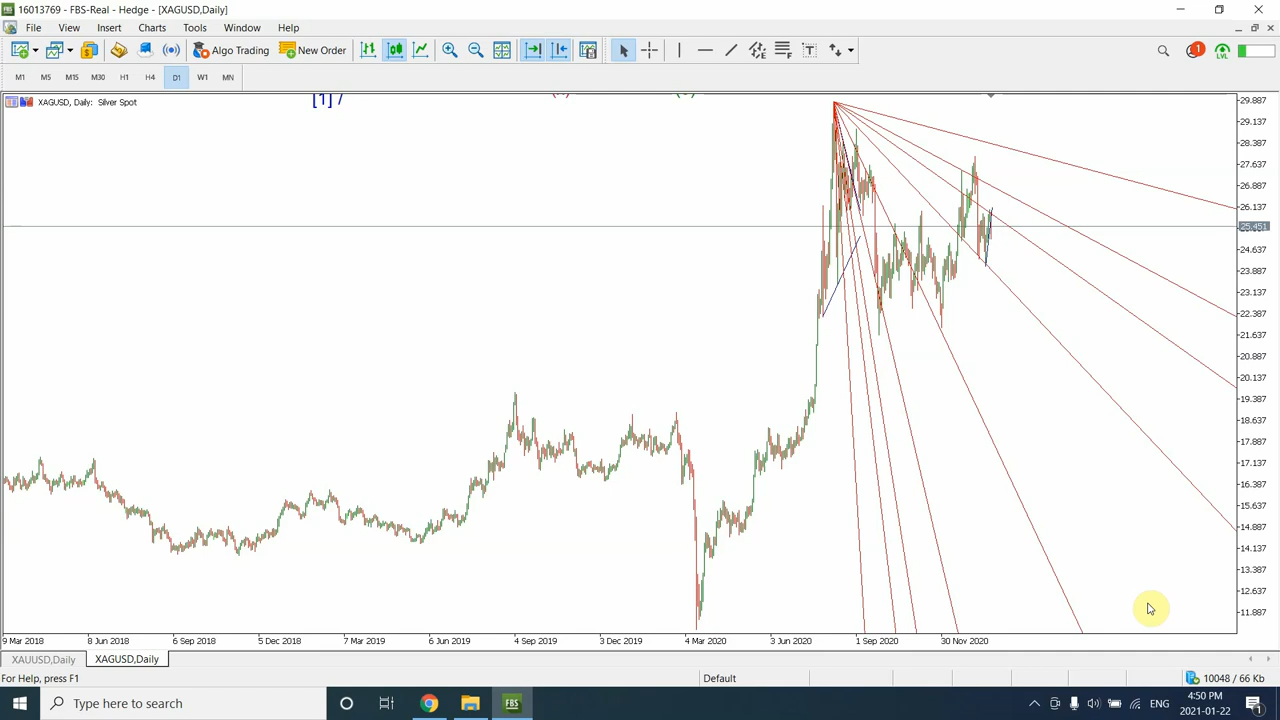 16013769 - FBS-Real - Hedge - [XAGUSD,Daily]
File View Insert Charts Tools Window Help
Algo Trading New Order
1
LVL
M1 M5 M15 M30 H1 H4 D1 W1 MN
XAGUSD, Daily: Silver Spot
[1] /
29.887
29.137
28.387
27.637
26.887
26.137
25.451
24.637
23.887
23.137
22.387
21.637
20.887
20.137
19.387
18.637
17.887
17.137
16.387
15.637
14.887
14.137
13.387
12.637
11.887
9 Mar 2018 8 Jun 2018 6 Sep 2018 5 Dec 2018 7 Mar 2019 6 Jun 2019 4 Sep 2019 3 Dec 2019 4 Mar 2020 3 Jun 2020 1 Sep 2020 30 Nov 2020
XAUUSD,Daily XAGUSD,Daily
For Help, press F1 Default 10048 / 66 Kb
Type here to search FBS ENG 4:50 PM
2021-01-22 1